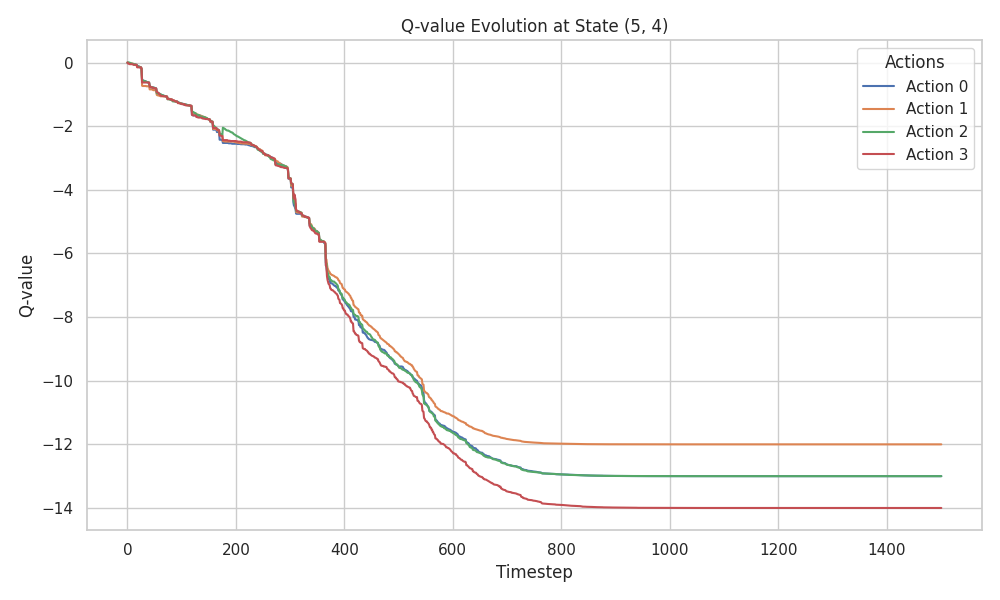 Q-value Evolution at State (5, 4)
Actions
Action 0
Action 1
Action 2
Action 3
Q-value
0
−2
−4
−6
−8
−10
−12
−14
0 200 400 600 800 1000 1200 1400
Timestep